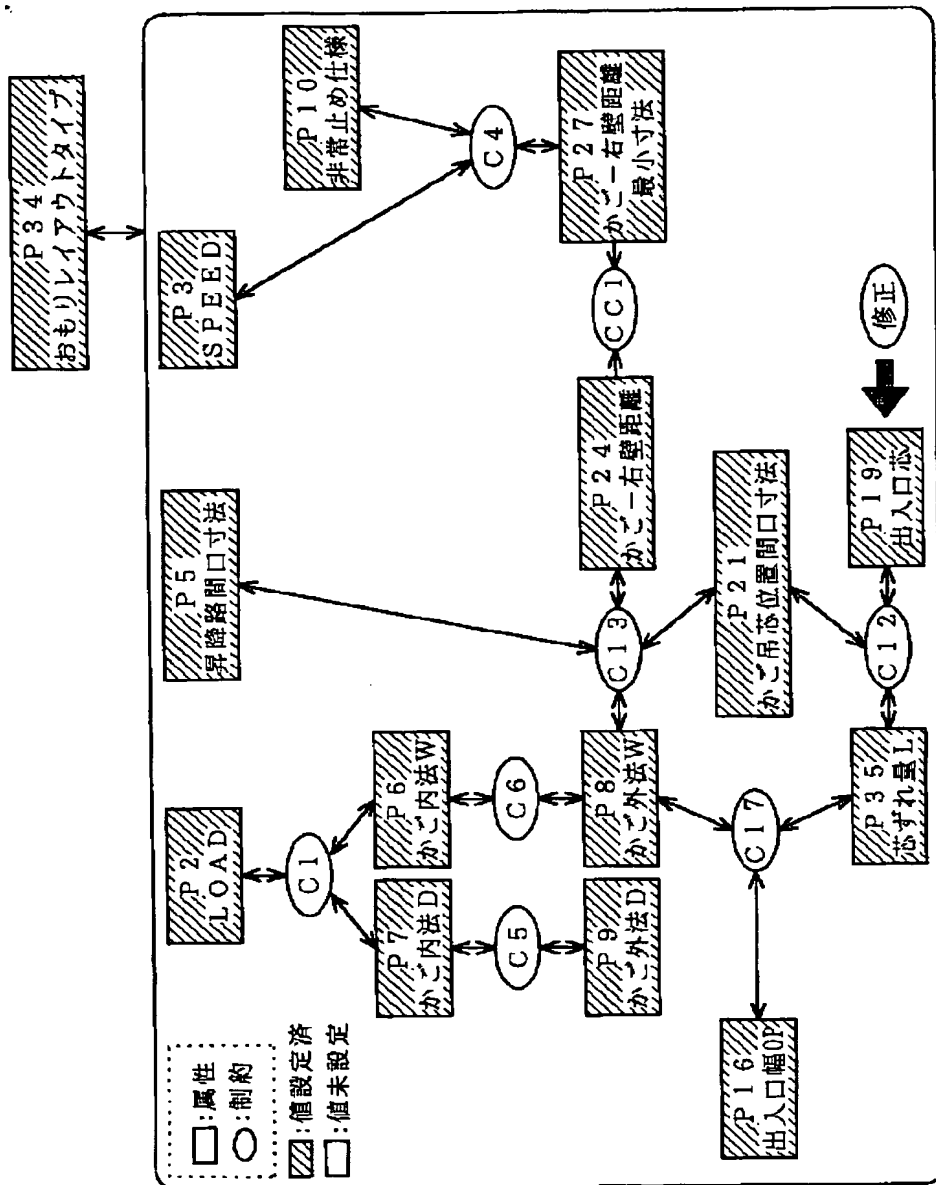 P34
おもりレイアウトタイプ
□:属性
○:制約
:値設定済
□:値未設定
P2
LOAD
P5
昇降路間口寸法
P3
SPEED
P10
非常止め仕様
C1
C4
P7
かご内法D
P6
かご内法W
C5
C6
P9
かご外法D
P8
かご外法W
C13
P24
かご－右壁距離
CC1
P27
かご－右壁距離
最小寸法
P16
出入口幅OP
C17
P21
かご吊芯位置間口寸法
P35
芯ずれ量L
C12
P19
出入口芯
修正